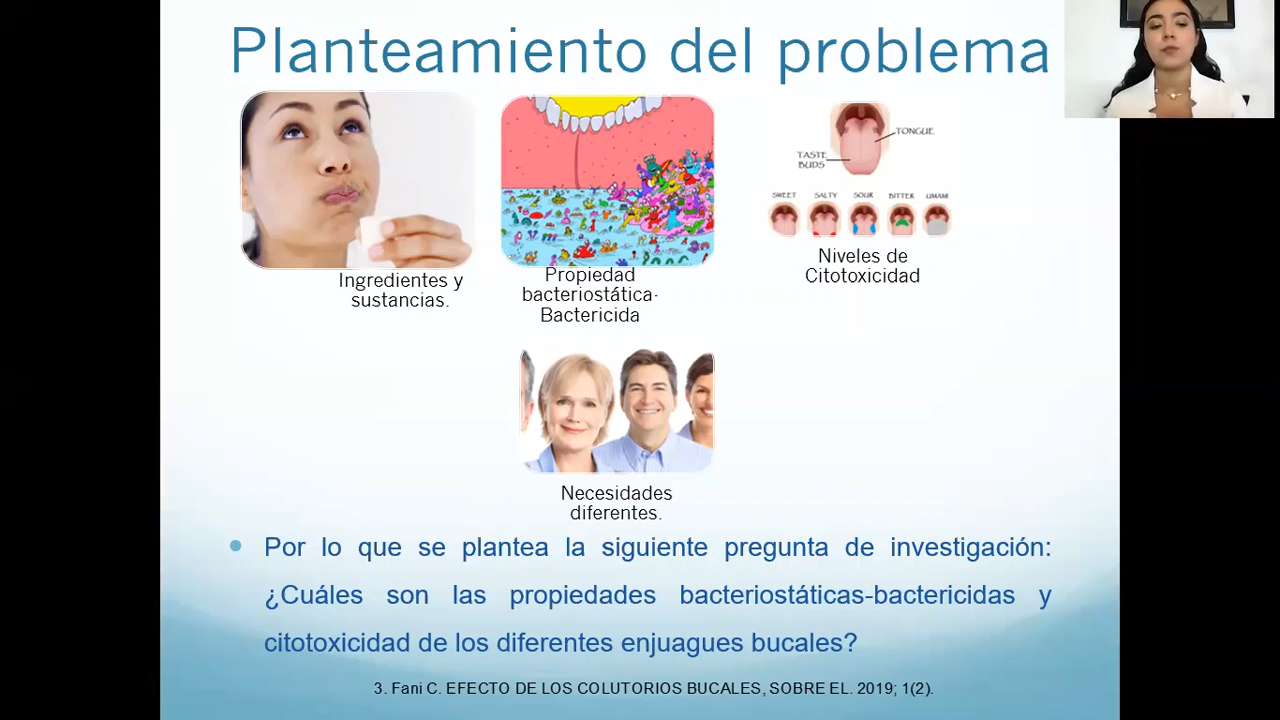 Planteamiento del problema
TONGUE
TASTE
BUDS
SWEET SALTY SOUR BITTER UMAMI
Ingredientes y
sustancias.
Propiedad
bacteriostática-
Bactericida
Niveles de
Citotoxicidad
Necesidades
diferentes.
Por lo que se plantea la siguiente pregunta de investigación:
¿Cuáles son las propiedades bacteriostáticas-bactericidas y
citotoxicidad de los diferentes enjuagues bucales?
3. Fani C. EFECTO DE LOS COLUTORIOS BUCALES, SOBRE EL. 2019; 1(2).